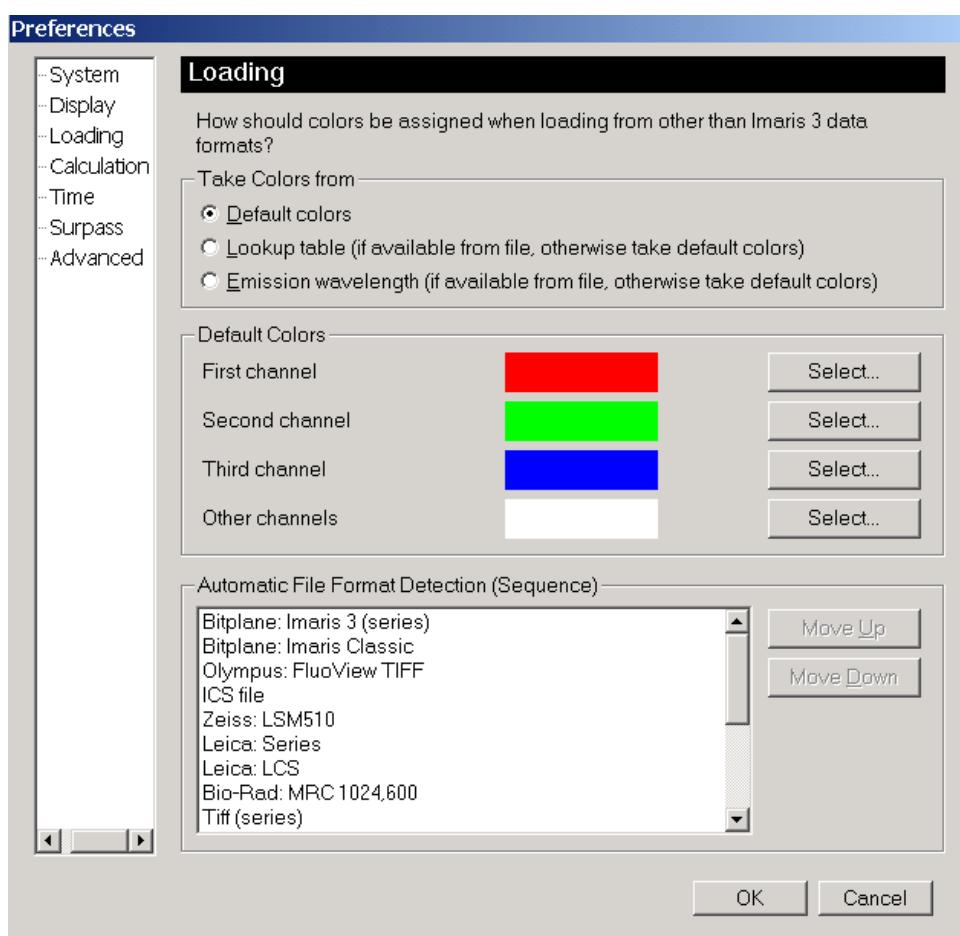 Preferences
System
Display
Loading
Calculation
Time
Surpass
Advanced
Loading
How should colors be assigned when loading from other than Imaris 3 data
formats?
Take Colors from
Default colors
Lookup table (if available from file, otherwise take default colors)
Emission wavelength (if available from file, otherwise take default colors)
Default Colors
First channel
Select...
Second channel
Select...
Third channel
Select...
Other channels
Select...
Automatic File Format Detection (Sequence)
Bitplane: Imaris 3 (series)
Bitplane: Imaris Classic
Olympus: FluoView TIFF
ICS file
Zeiss: LSM510
Leica: Series
Leica: LCS
Bio-Rad: MRC 1024,600
Tiff (series)
Move Up
Move Down
OK
Cancel